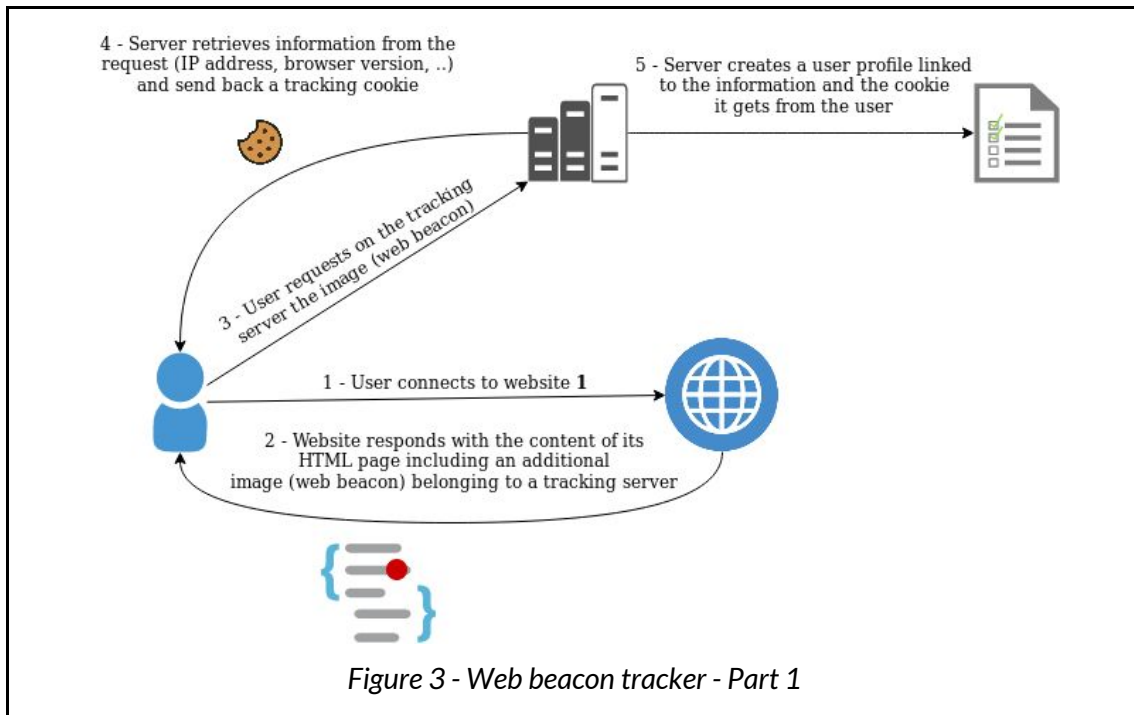 4 - Server retrieves information from the
request (IP address, browser version, ..)
and send back a tracking cookie
5 - Server creates a user profile linked
to the information and the cookie
it gets from the user
3 - User requests on the tracking
server the image (web beacon)
1 - User connects to website 1
2 - Website responds with the content of its
HTML page including an additional
image (web beacon) belonging to a tracking server
Figure 3 - Web beacon tracker - Part 1